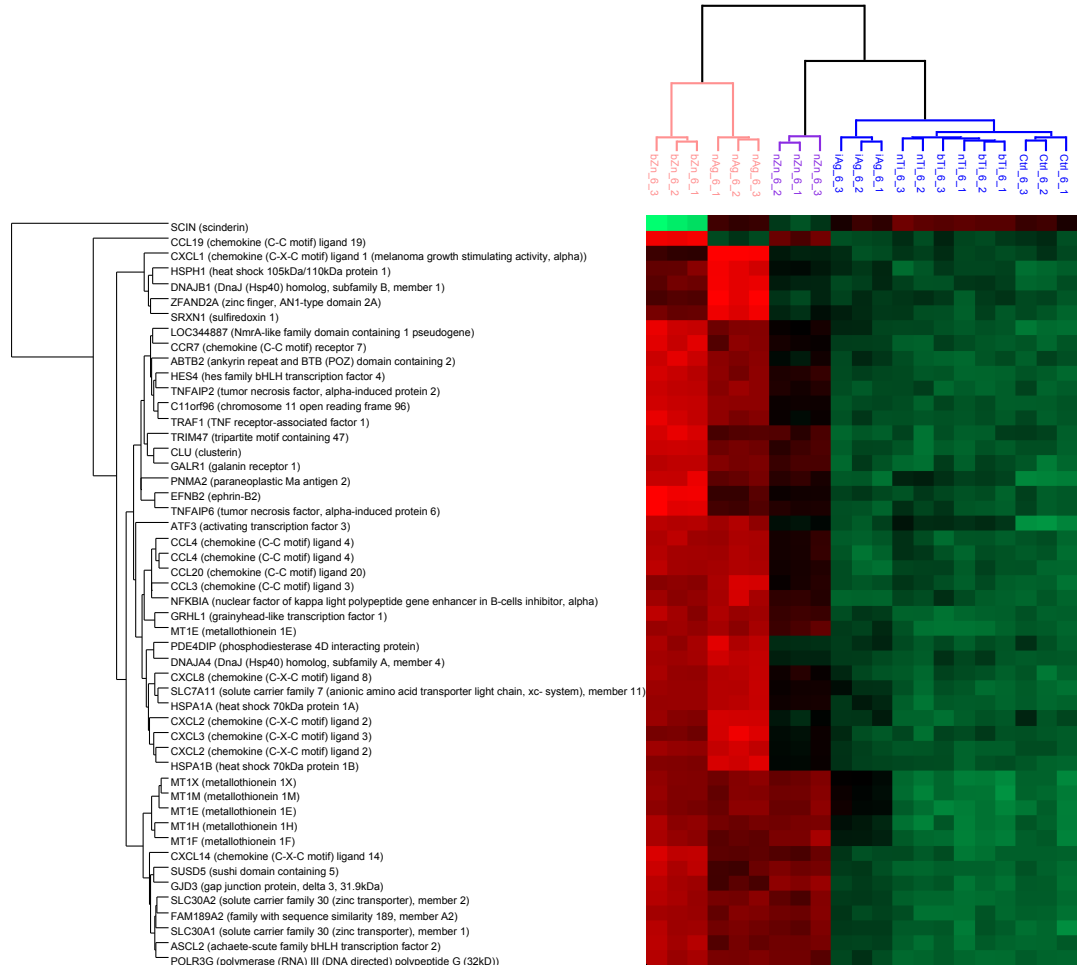 bZn_6_3
bZn_6_2
bZn_6_1
nAg_6_1
nAg_6_2
nAg_6_3
nZn_6_2
nZn_6_1
nZn_6_3
iAg_6_3
iAg_6_2
iAg_6_1
nTi_6_3
nTi_6_2
bTi_6_3
nTi_6_1
bTi_6_2
bTi_6_1
Ctrl_6_3
Ctrl_6_2
Ctrl_6_1
SCIN (scinderin)
CCL19 (chemokine (C-C motif) ligand 19)
CXCL1 (chemokine (C-X-C motif) ligand 1 (melanoma growth stimulating activity, alpha))
HSPH1 (heat shock 105kDa/110kDa protein 1)
DNAJB1 (DnaJ (Hsp40) homolog, subfamily B, member 1)
ZFAND2A (zinc finger, AN1-type domain 2A)
SRXN1 (sulfiredoxin 1)
LOC344887 (NmrA-like family domain containing 1 pseudogene)
CCR7 (chemokine (C-C motif) receptor 7)
ABTB2 (ankyrin repeat and BTB (POZ) domain containing 2)
HES4 (hes family bHLH transcription factor 4)
TNFAIP2 (tumor necrosis factor, alpha-induced protein 2)
C11orf96 (chromosome 11 open reading frame 96)
TRAF1 (TNF receptor-associated factor 1)
TRIM47 (tripartite motif containing 47)
CLU (clusterin)
GALR1 (galanin receptor 1)
PNMA2 (paraneoplastic Ma antigen 2)
EFNB2 (ephrin-B2)
TNFAIP6 (tumor necrosis factor, alpha-induced protein 6)
ATF3 (activating transcription factor 3)
CCL4 (chemokine (C-C motif) ligand 4)
CCL4 (chemokine (C-C motif) ligand 4)
CCL20 (chemokine (C-C motif) ligand 20)
CCL3 (chemokine (C-C motif) ligand 3)
NFKBIA (nuclear factor of kappa light polypeptide gene enhancer in B-cells inhibitor, alpha)
GRHL1 (grainyhead-like transcription factor 1)
MT1E (metallothionein 1E)
PDE4DIP (phosphodiesterase 4D interacting protein)
DNAJA4 (DnaJ (Hsp40) homolog, subfamily A, member 4)
CXCL8 (chemokine (C-X-C motif) ligand 8)
SLC7A11 (solute carrier family 7 (anionic amino acid transporter light chain, xc- system), member 11)
HSPA1A (heat shock 70kDa protein 1A)
CXCL2 (chemokine (C-X-C motif) ligand 2)
CXCL3 (chemokine (C-X-C motif) ligand 3)
CXCL2 (chemokine (C-X-C motif) ligand 2)
HSPA1B (heat shock 70kDa protein 1B)
MT1X (metallothionein 1X)
MT1M (metallothionein 1M)
MT1E (metallothionein 1E)
MT1H (metallothionein 1H)
MT1F (metallothionein 1F)
CXCL14 (chemokine (C-X-C motif) ligand 14)
SUSD5 (sushi domain containing 5)
GJD3 (gap junction protein, delta 3, 31.9kDa)
SLC30A2 (solute carrier family 30 (zinc transporter), member 2)
FAM189A2 (family with sequence similarity 189, member A2)
SLC30A1 (solute carrier family 30 (zinc transporter), member 1)
ASCL2 (achaete-scute family bHLH transcription factor 2)
POLR3G (polymerase (RNA) III (DNA directed) polypeptide G (32kD))